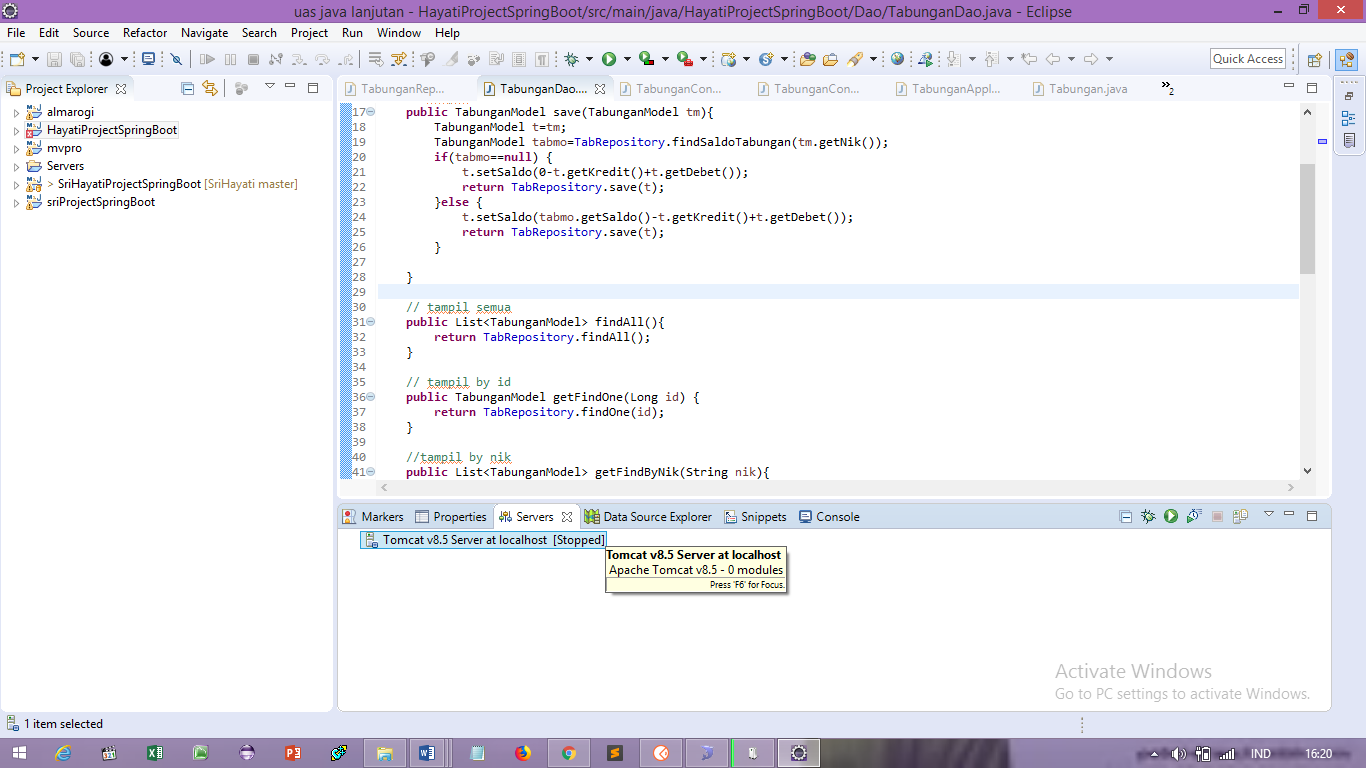 uas java lanjutan - HayatiProjectSpringBoot/src/main/java/HayatiProjectSpringBoot/Dao/TabunganDao.java - Eclipse
File Edit Source Refactor Navigate Search Project Run Window Help
Quick Access
Project Explorer
almarogi
HayatiProjectSpringBoot
mvpro
Servers
> SriHayatiProjectSpringBoot [SriHayati master]
sriProjectSpringBoot
TabunganRep... TabunganDao.... TabunganCon... TabunganCon... TabunganAppl... Tabungan.java »2
17 public TabunganModel save(TabunganModel tm){
18 TabunganModel t=tm;
19 TabunganModel tabmo=TabRepository.findSaldoTabungan(tm.getNik());
20 if(tabmo==null) {
21 t.setSaldo(0-t.getKredit()+t.getDebet());
22 return TabRepository.save(t);
23 }else {
24 t.setSaldo(tabmo.getSaldo()-t.getKredit()+t.getDebet());
25 return TabRepository.save(t);
26 }
27
28 }
29
30 // tampil semua
31 public List<TabunganModel> findAll(){
32 return TabRepository.findAll();
33 }
34
35 // tampil by id
36 public TabunganModel getFindOne(Long id) {
37 return TabRepository.findOne(id);
38 }
39
40 //tampil by nik
41 public List<TabunganModel> getFindByNik(String nik){
Markers Properties Servers Data Source Explorer Snippets Console
Tomcat v8.5 Server at localhost [Stopped]
Tomcat v8.5 Server at localhost
Apache Tomcat v8.5 - 0 modules
Press 'F6' for Focus.
Activate Windows
Go to PC settings to activate Windows.
1 item selected
IND 16:20